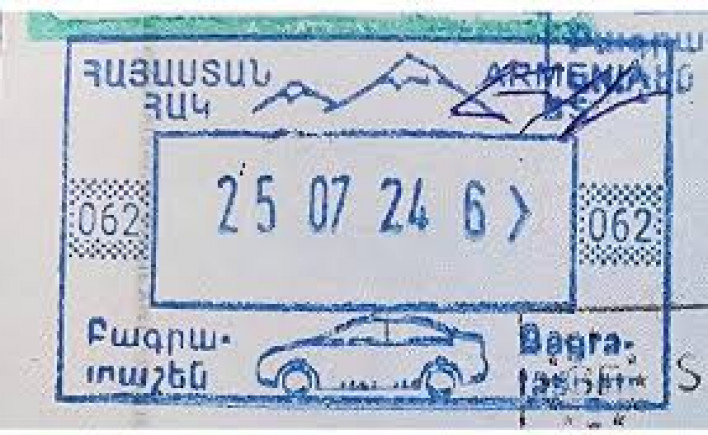 ՀԱՅԱՍՏԱՆ
ՀԱԿ
ARMENIA
062
25 07 24 6 >
062
Բագրա-
տաշեն
Bagra-
S